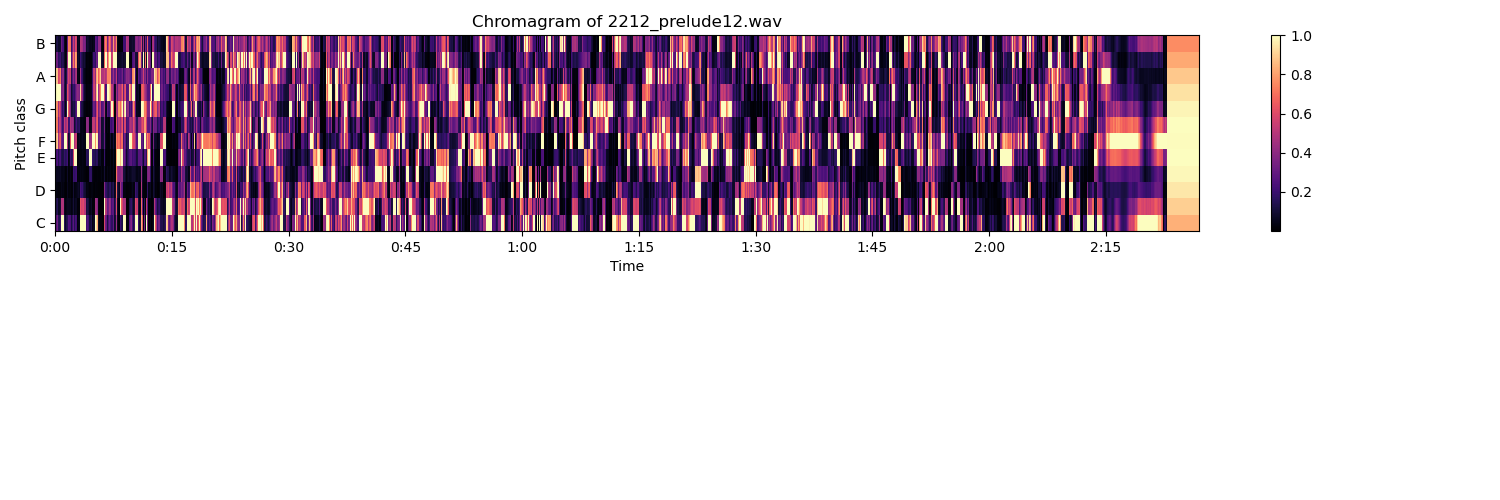 Chromagram of 2212_prelude12.wav
Pitch class
B
A
G
F
E
D
C
0:00 0:15 0:30 0:45 1:00 1:15 1:30 1:45 2:00 2:15
Time
1.0
0.8
0.6
0.4
0.2